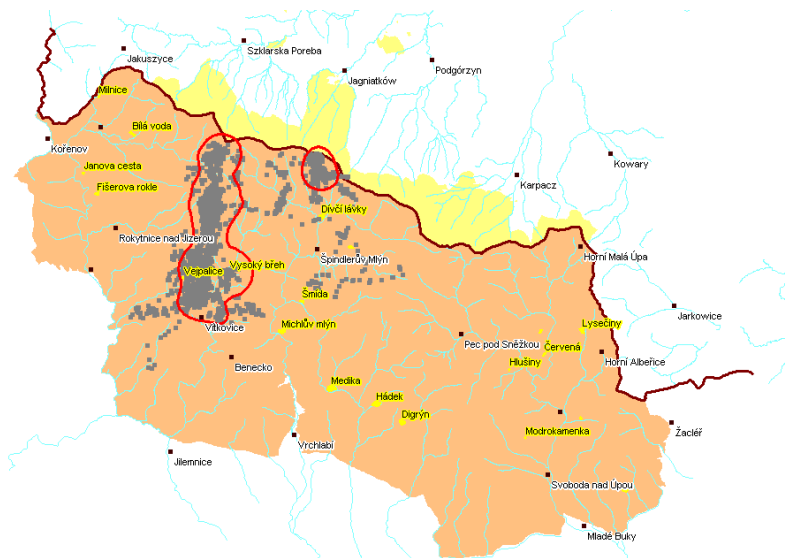 Szklarska Poreba
Jakuszyce
Jagniatków
Podgórzyn
Milnice
Bílá voda
Kořenov
Kowary
Janova cesta
Karpacz
Fišerova rokle
Dívčí lávky
Rokytnice nad Jizerou
Horní Malá Úpa
Špindlerův Mlýn
Vysoký břeh
Vejpalice
Šmída
Jarkowice
Vítkovice
Michlův mlýn
Lysečiny
Pec pod Sněžkou
Červená
Benecko
Hlušiny
Horní Albeřice
Medika
Hádek
Digrýn
Žacléř
Modrokamenka
Vrchlabí
Jilemnice
Svoboda nad Úpou
Mladé Buky